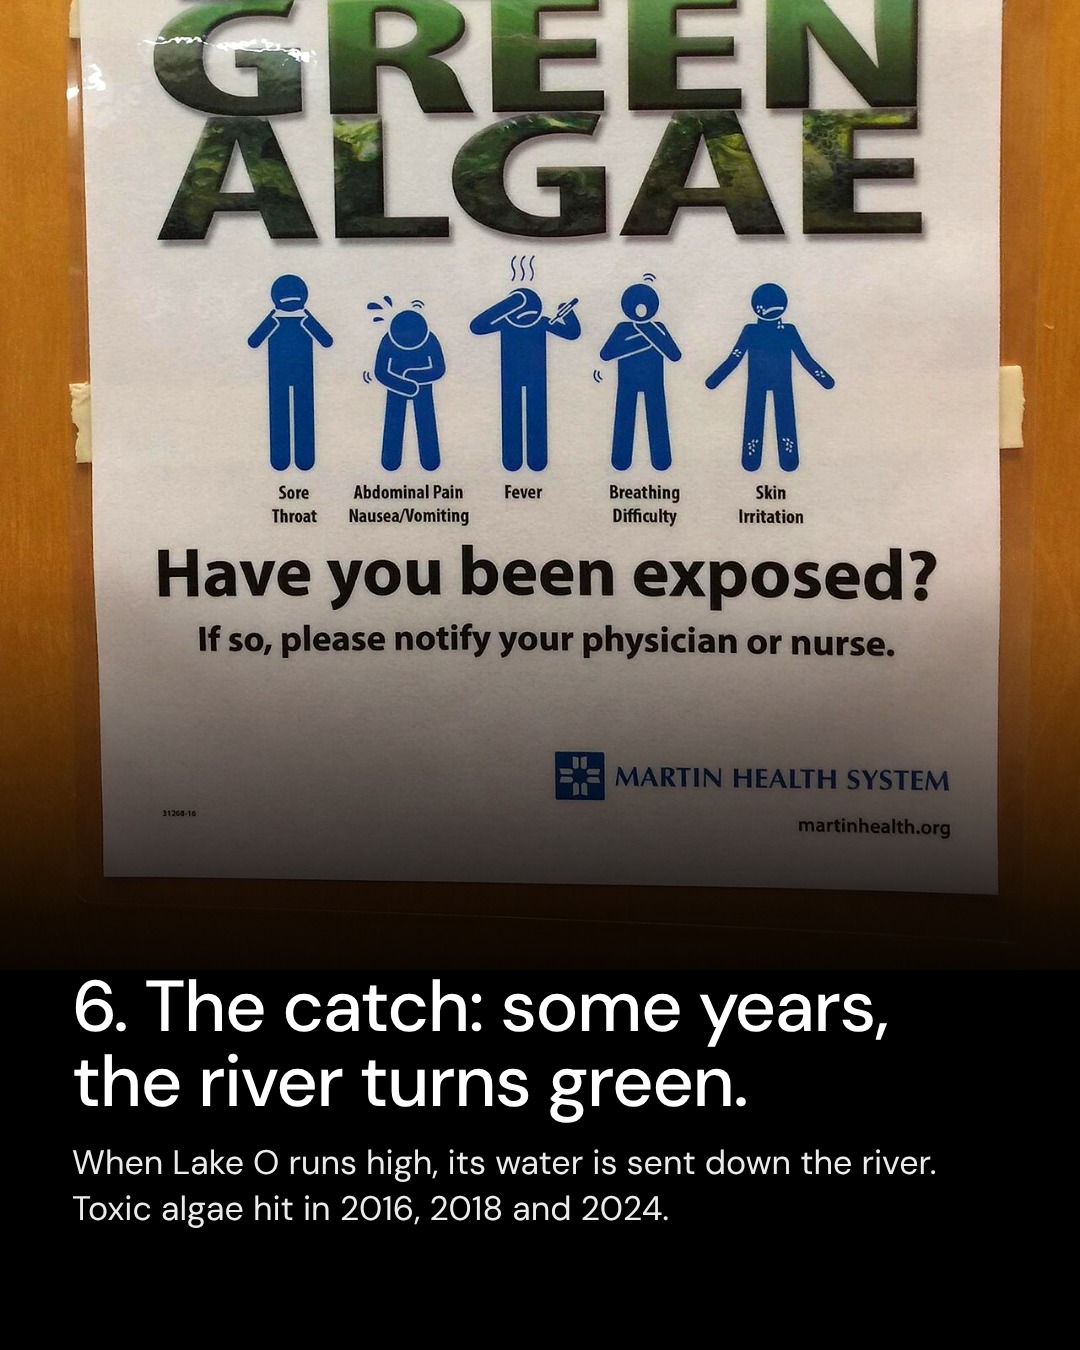 GREEN
ALGAE
Sore
Throat
Abdominal Pain
Nausea/Vomiting
Fever
Breathing
Difficulty
Skin
Irritation
Have you been exposed?
If so, please notify your physician or nurse.
MARTIN HEALTH SYSTEM
31268-16
martinhealth.org
6. The catch: some years,
the river turns green.
When Lake O runs high, its water is sent down the river.
Toxic algae hit in 2016, 2018 and 2024.